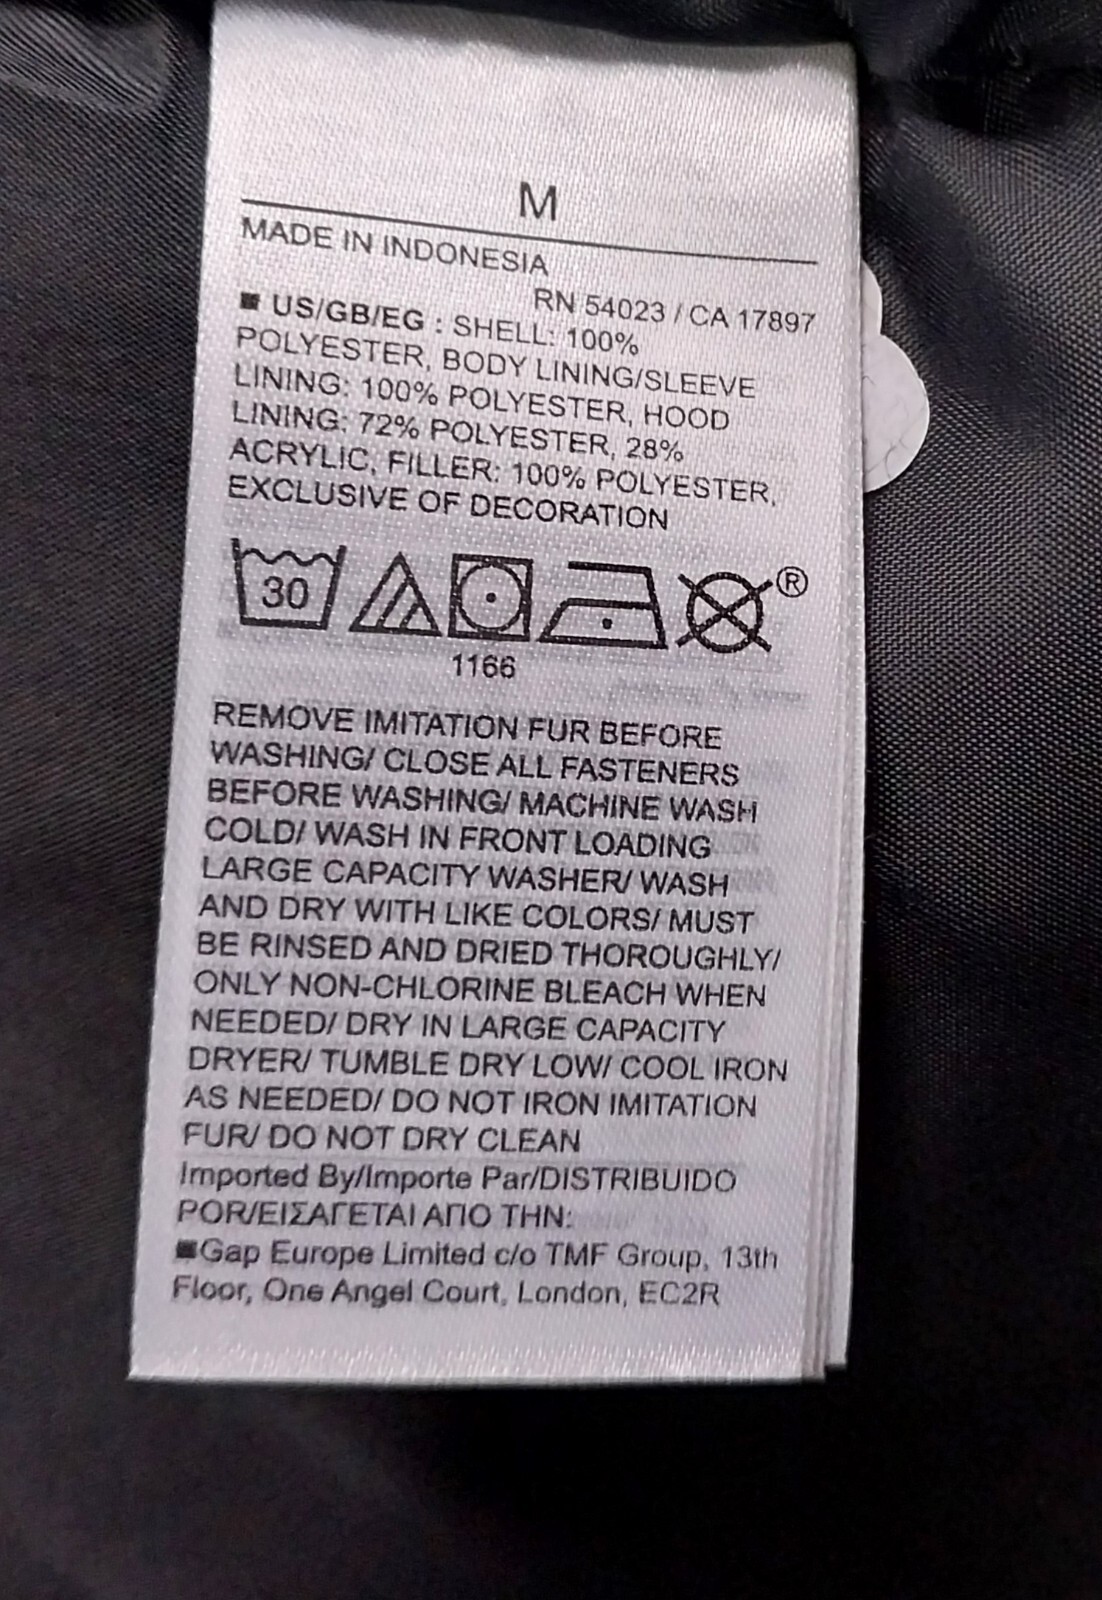 M
MADE IN INDONESIA
RN 54023 / CA 17897
■ US/GB/EG : SHELL: 100%
POLYESTER, BODY LINING/SLEEVE
LINING: 100% POLYESTER, HOOD
LINING: 72% POLYESTER, 28%
ACRYLIC, FILLER: 100% POLYESTER,
EXCLUSIVE OF DECORATION
30 ®
1166
REMOVE IMITATION FUR BEFORE
WASHING/ CLOSE ALL FASTENERS
BEFORE WASHING/ MACHINE WASH
COLD/ WASH IN FRONT LOADING
LARGE CAPACITY WASHER/ WASH
AND DRY WITH LIKE COLORS/ MUST
BE RINSED AND DRIED THOROUGHLY/
ONLY NON-CHLORINE BLEACH WHEN
NEEDED/ DRY IN LARGE CAPACITY
DRYER/ TUMBLE DRY LOW/ COOL IRON
AS NEEDED/ DO NOT IRON IMITATION
FUR/ DO NOT DRY CLEAN
Imported By/Importe Par/DISTRIBUIDO
POR/ΕΙΣΑΓΕΤΑΙ ΑΠΟ ΤΗΝ:
■Gap Europe Limited c/o TMF Group, 13th
Floor, One Angel Court, London, EC2R